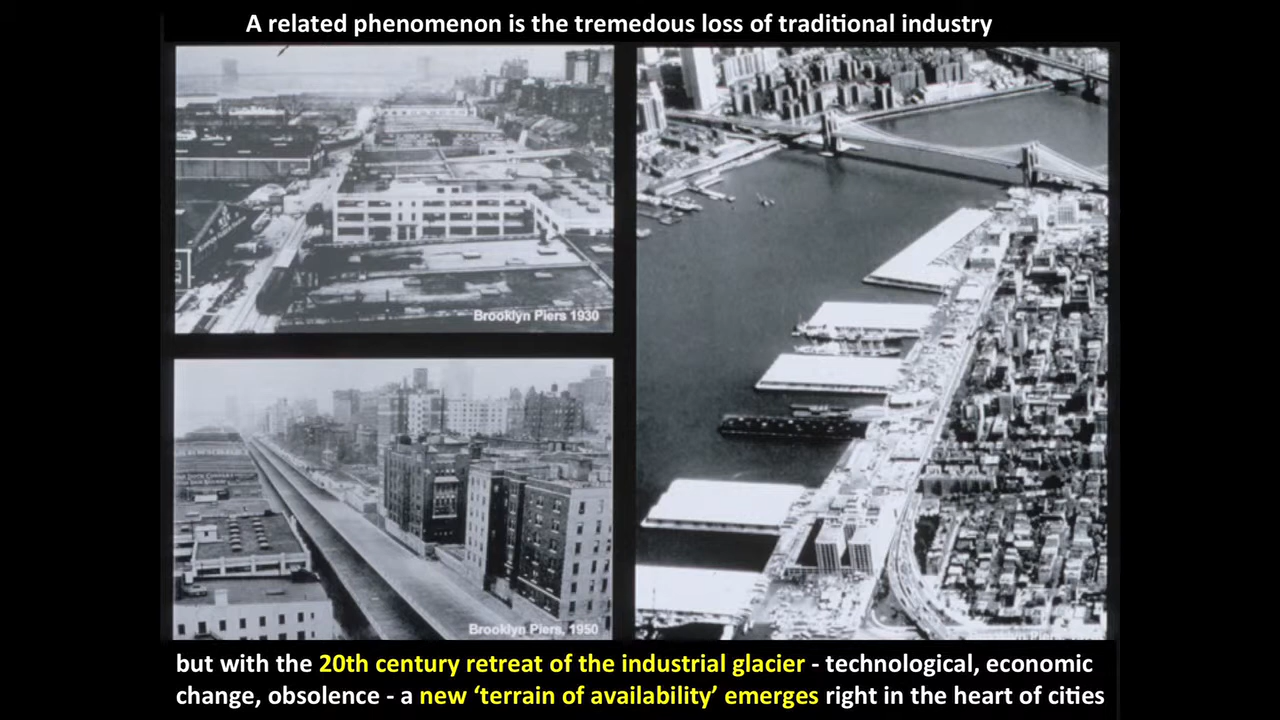 A related phenomenon is the tremedous loss of traditional industry
Brooklyn Piers 1930
Brooklyn Piers, 1950
but with the 20th century retreat of the industrial glacier - technological, economic
change, obsolence - a new ‘terrain of availability’ emerges right in the heart of cities